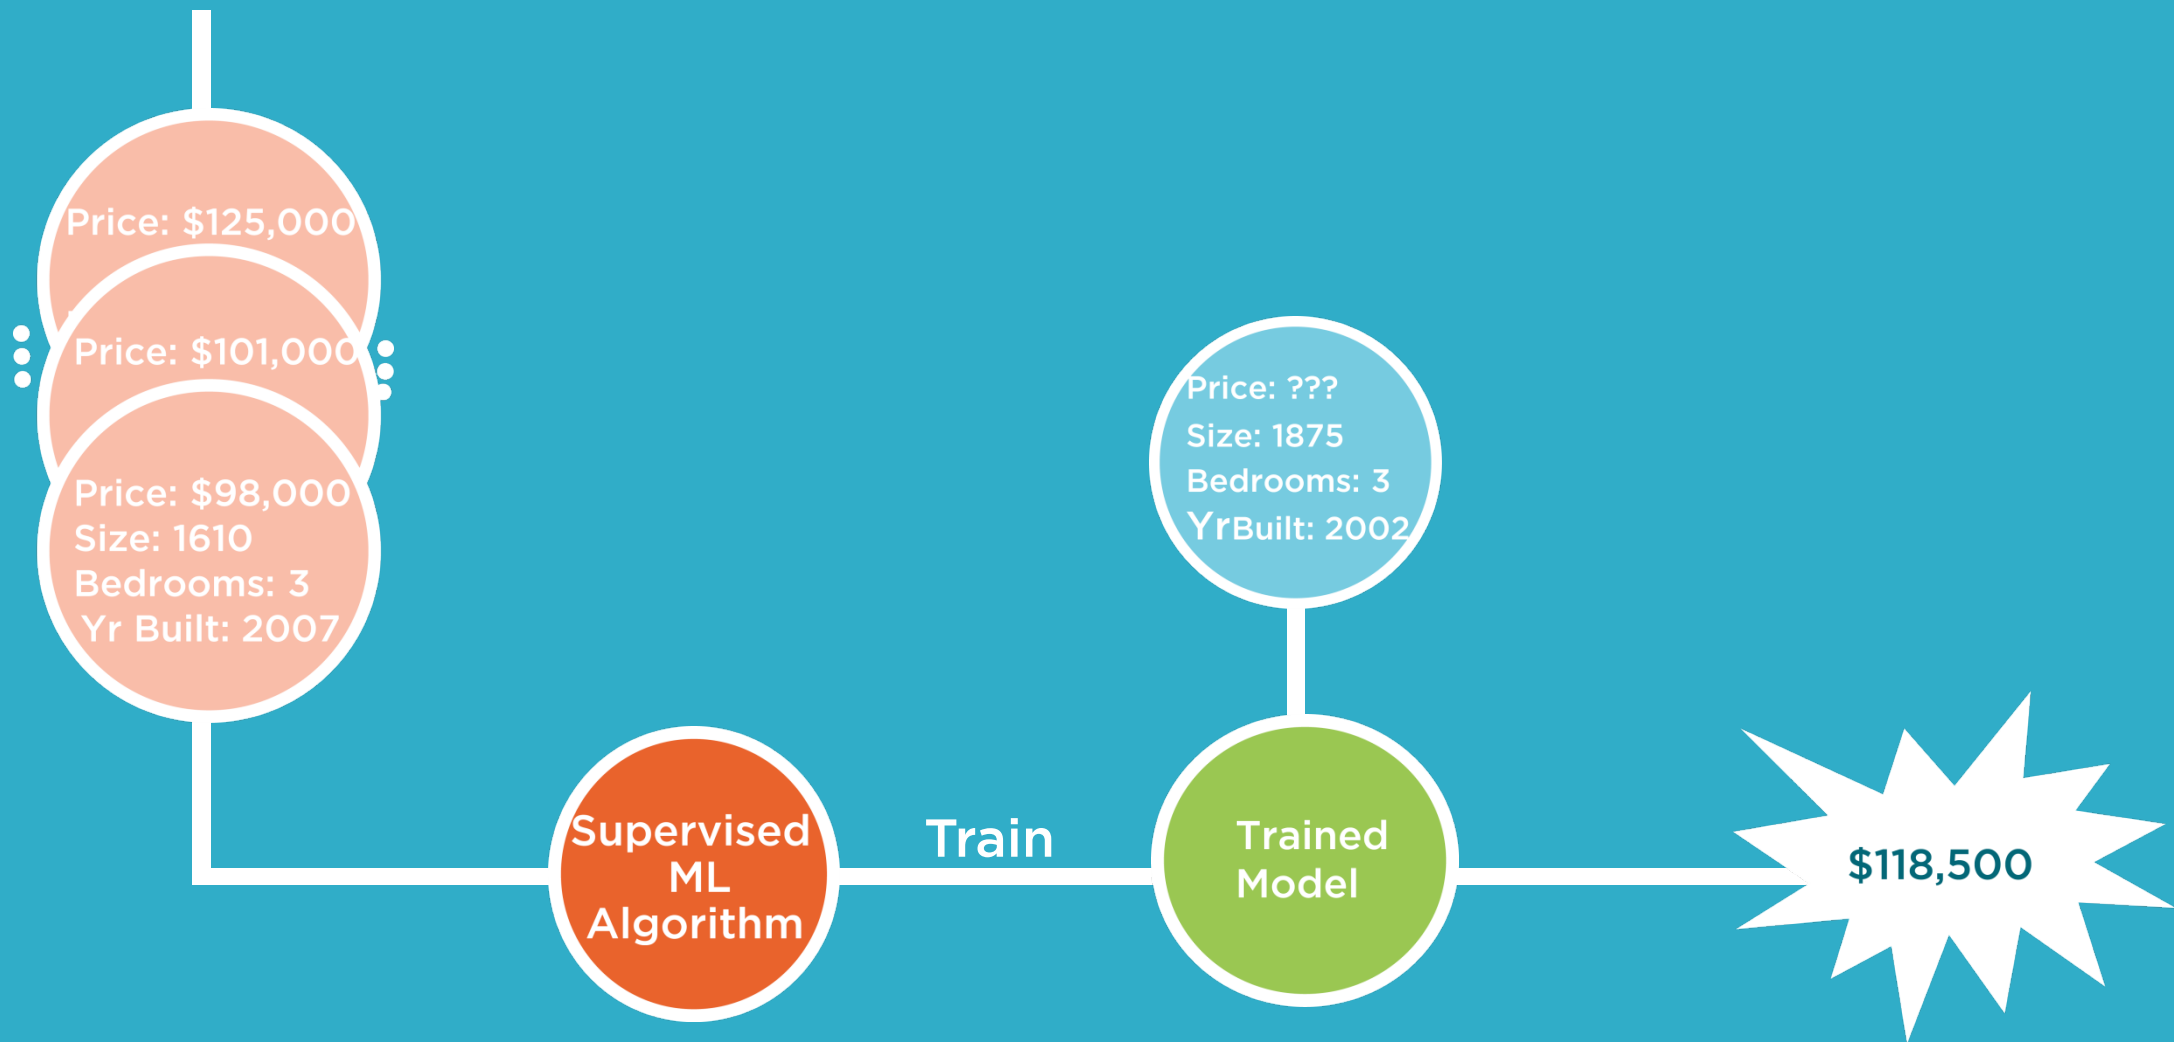 Price: $125,000
Price: $101,000
Price: $98,000
Size: 1610
Bedrooms: 3
Yr Built: 2007
Supervised
ML
Algorithm
Train
Price: ???
Size: 1875
Bedrooms: 3
YrBuilt: 2002
Trained
Model
$118,500